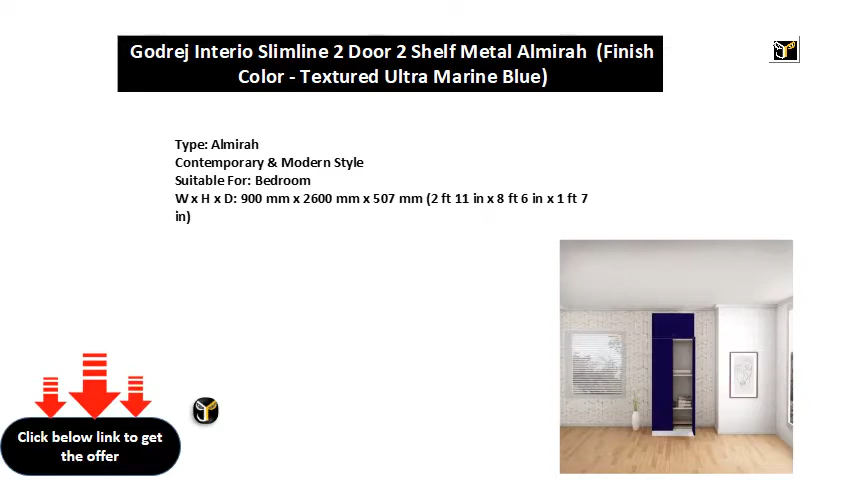 Godrej Interio Slimline 2 Door 2 Shelf Metal Almirah  (Finish
Color - Textured Ultra Marine Blue)
Type: Almirah
Contemporary & Modern Style
Suitable For: Bedroom
W x H x D: 900 mm x 2600 mm x 507 mm (2 ft 11 in x 8 ft 6 in x 1 ft 7
in)
Click below link to get
the offer